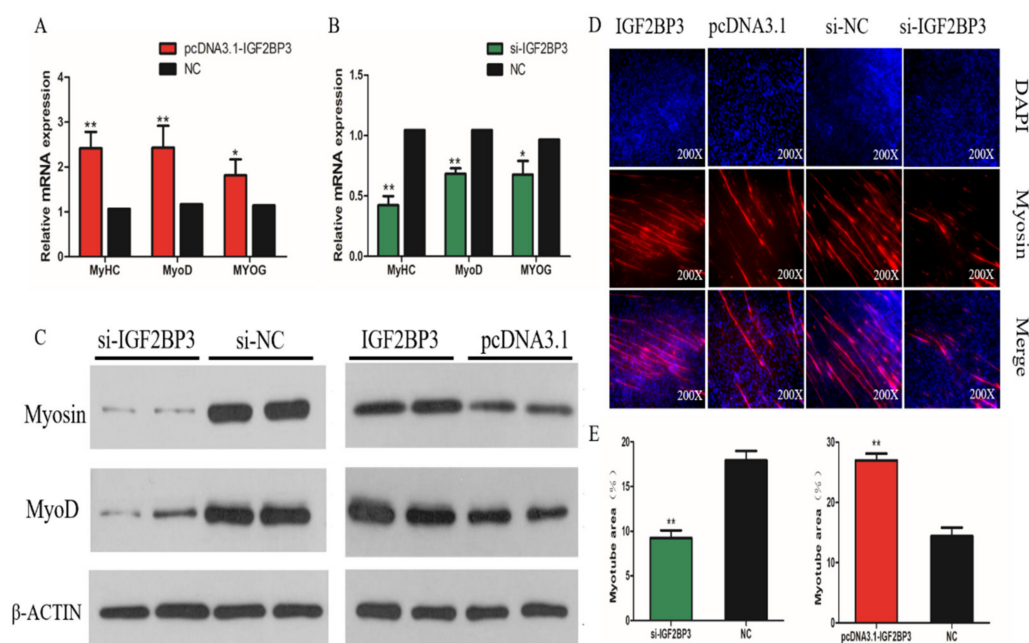 A
pcDNA3.1-IGF2BP3
NC
Relative mRNA expression
4
3
2
1
0
**
**
*
MyHC
MyoD
MYOG
B
si-IGF2BP3
NC
Relative mRNA expression
1.5
1.0
0.5
0.0
**
**
*
MyHC
MyoD
MYOG
C
si-IGF2BP3 si-NC IGF2BP3 pcDNA3.1
Myosin
MyoD
β-ACTIN
D
IGF2BP3 pcDNA3.1 si-NC si-IGF2BP3
DAPI
200X 200X 200X 200X
Myosin
200X 200X 200X 200X
Merge
200X 200X 200X 200X
E
Myotube area （%）
20
15
10
5
0
**
si-IGF2BP3 NC
Myotube area （%）
30
20
10
0
**
pcDNA3.1-IGF2BP3 NC